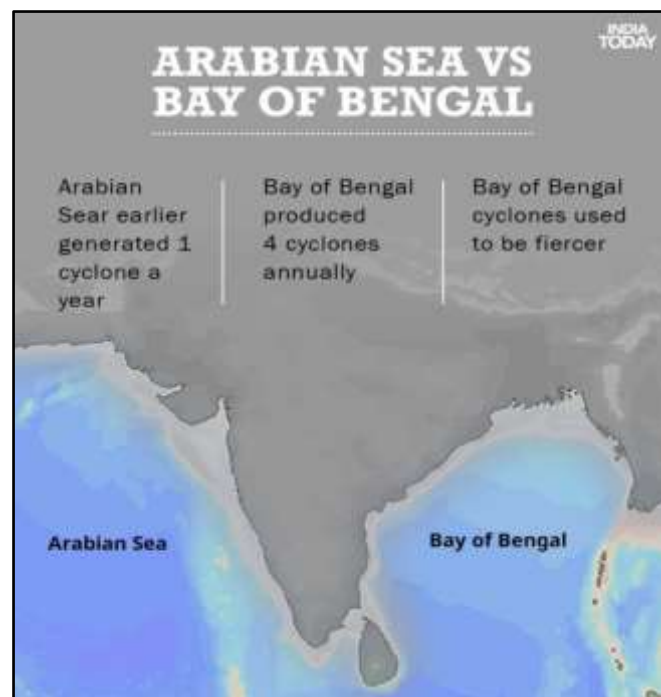 INDIA
TODAY
ARABIAN SEA VS
BAY OF BENGAL
Arabian
Sear earlier
generated 1
cyclone a
year
Bay of Bengal
produced
4 cyclones
annually
Bay of Bengal
cyclones used
to be fiercer
Arabian Sea
Bay of Bengal